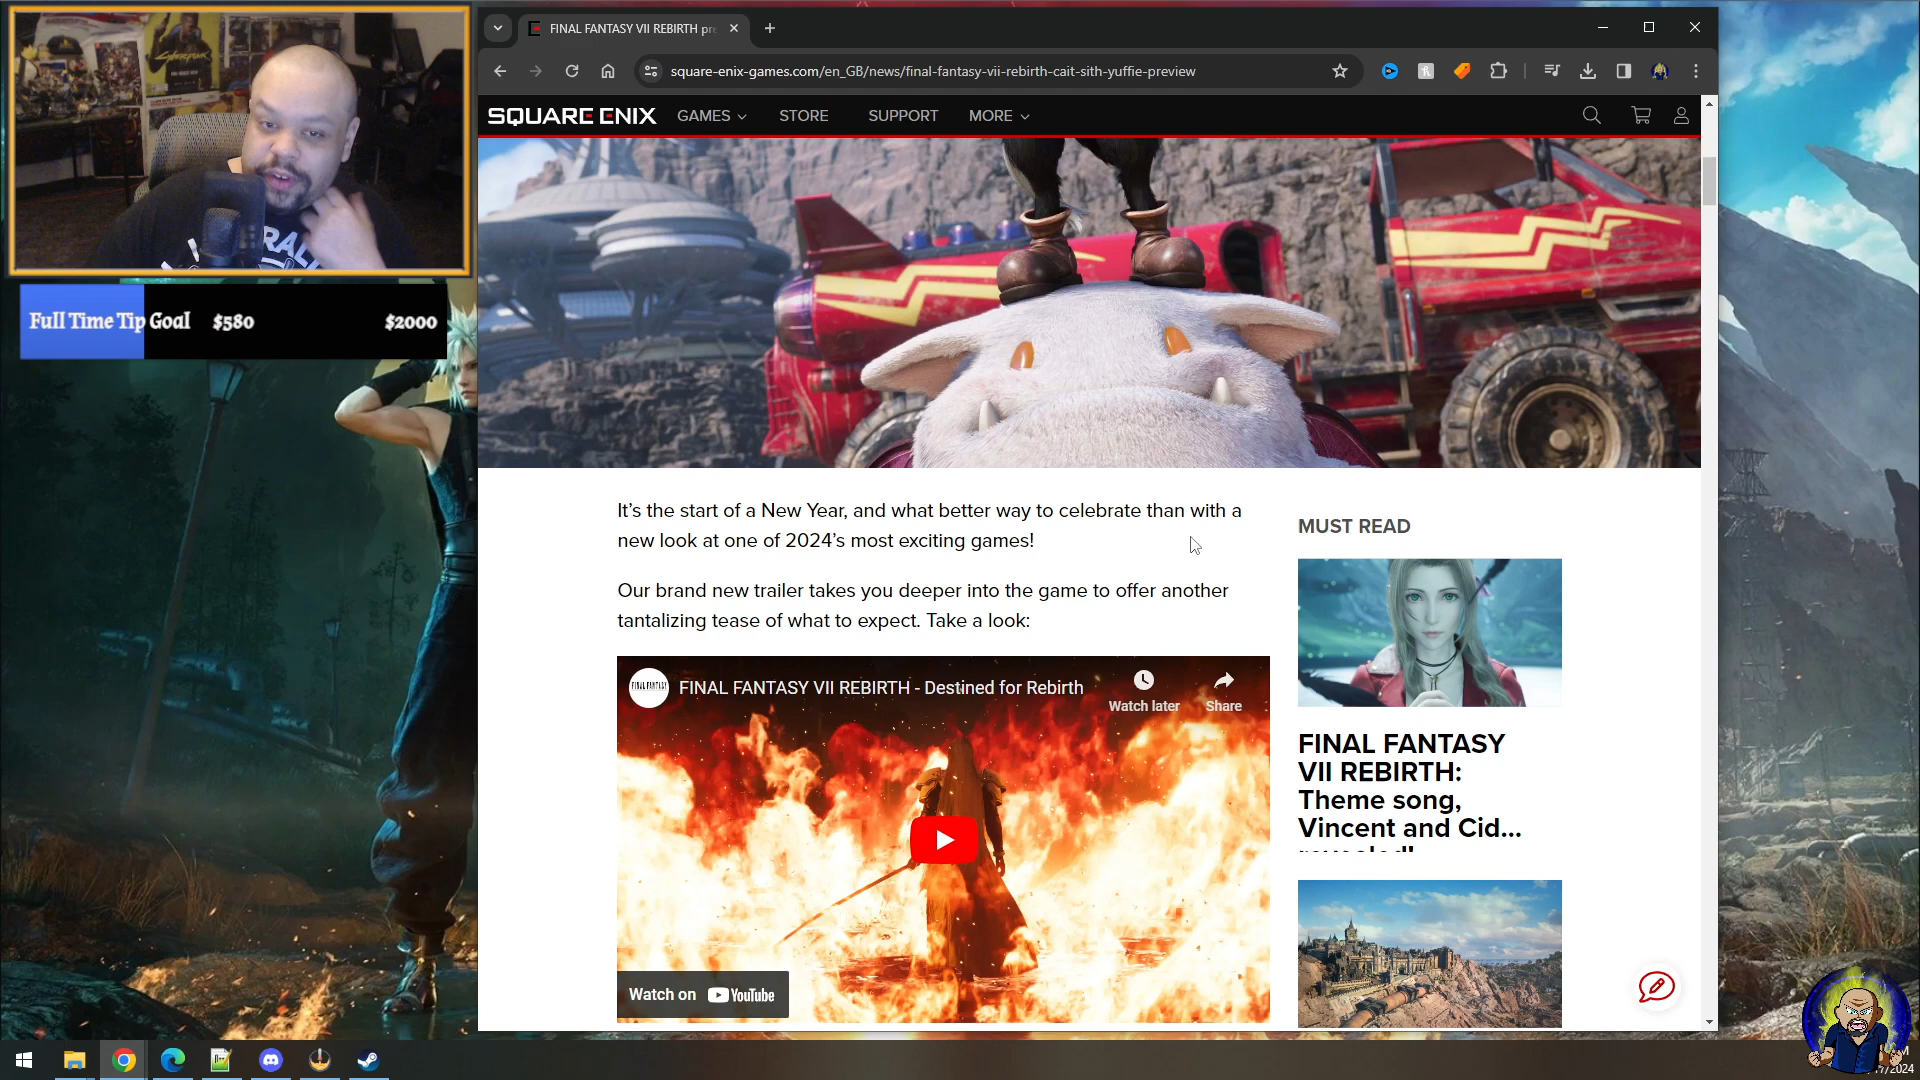 FINAL FANTASY VII REBIRTH pre
square-enix-games.com/en_GB/news/final-fantasy-vii-rebirth-cait-sith-yuffie-preview
SQUARE ENIX
GAMES
STORE
SUPPORT
MORE
Full Time Tip Goal $580 $2000
It's the start of a New Year, and what better way to celebrate than with a
new look at one of 2024's most exciting games!
Our brand new trailer takes you deeper into the game to offer another
tantalizing tease of what to expect. Take a look:
FINAL FANTASY
FINAL FANTASY VII REBIRTH - Destined for Rebirth
Watch later
Share
Watch on YouTube
MUST READ
FINAL FANTASY
VII REBIRTH:
Theme song,
Vincent and Cid...
revealed!